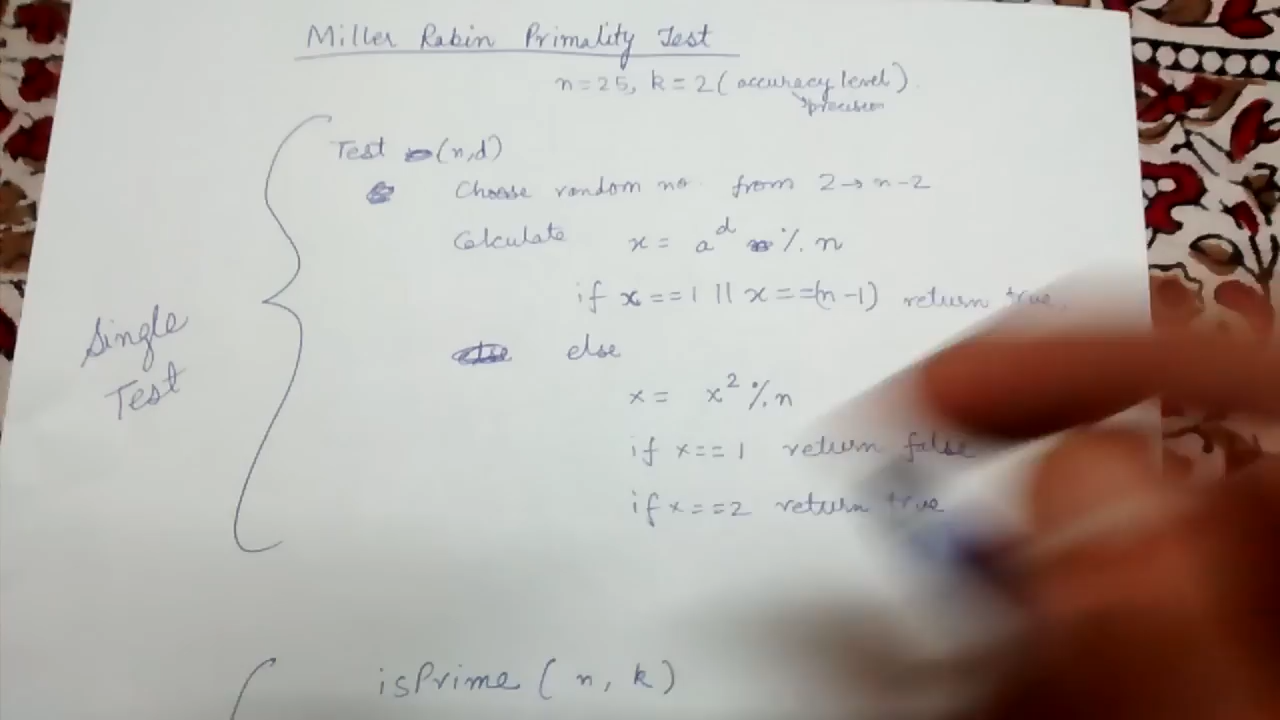 Miller Rabin Primality Test
n=25, k=2 (accuracy level).
precision
Test (n,d)
Choose random no. from 2→n-2
Calculate x = a^d % n
if x==1 || x==(n-1) return true.
else
x = x² % n
if x==1 return false
if x==2 return true
Single
Test
isPrime (n, k)